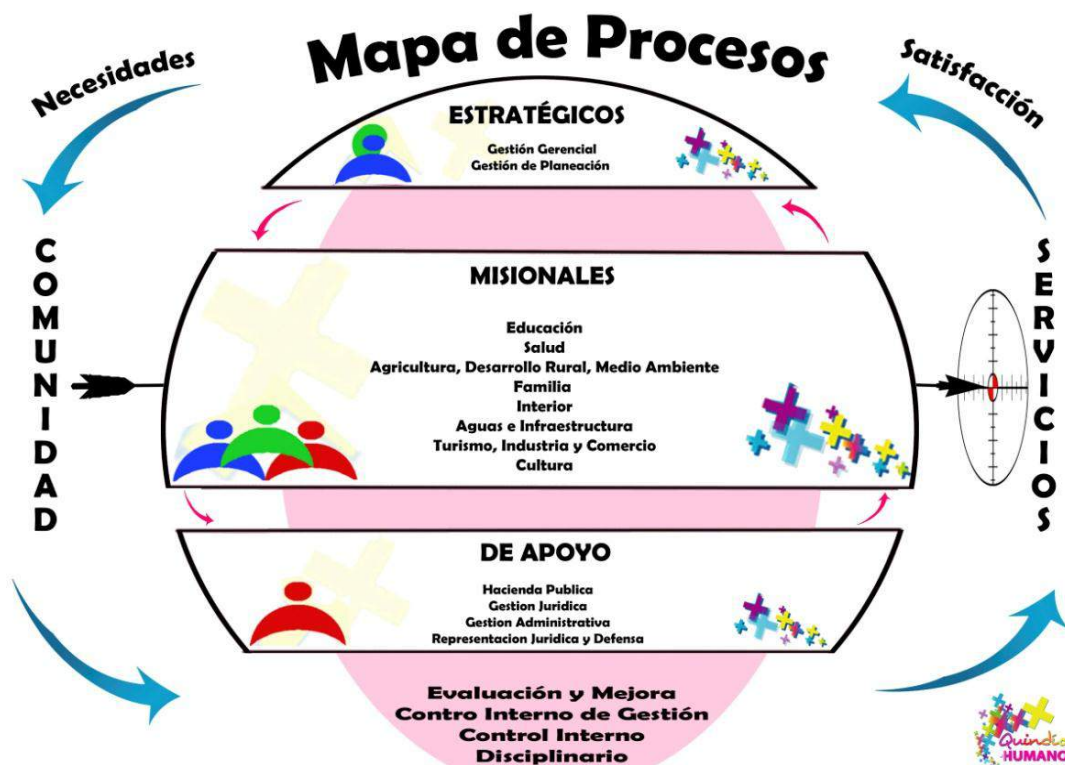 Mapa de Procesos
Necesidades
Satisfacción
ESTRATÉGICOS
Gestión Gerencial
Gestión de Planeación
COMUNIDAD
SERVICIOS
MISIONALES
Educación
Salud
Agricultura, Desarrollo Rural, Medio Ambiente
Familia
Interior
Aguas e Infraestructura
Turismo, Industria y Comercio
Cultura
DE APOYO
Hacienda Publica
Gestion Juridica
Gestion Administrativa
Representacion Juridica y Defensa
Evaluación y Mejora
Contro Interno de Gestión
Control Interno
Disciplinario
Quindío
HUMANO